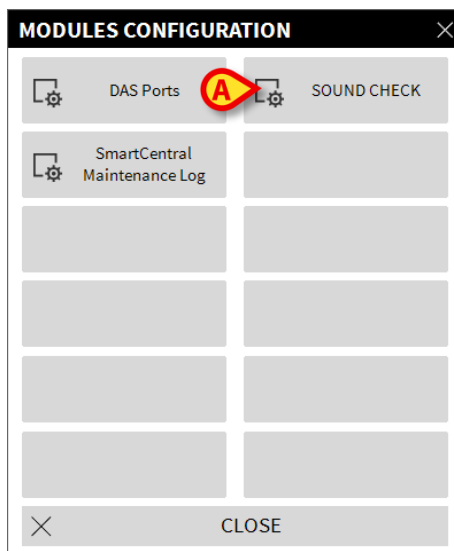 MODULES CONFIGURATION
DAS Ports
A
SOUND CHECK
SmartCentral
Maintenance Log
CLOSE